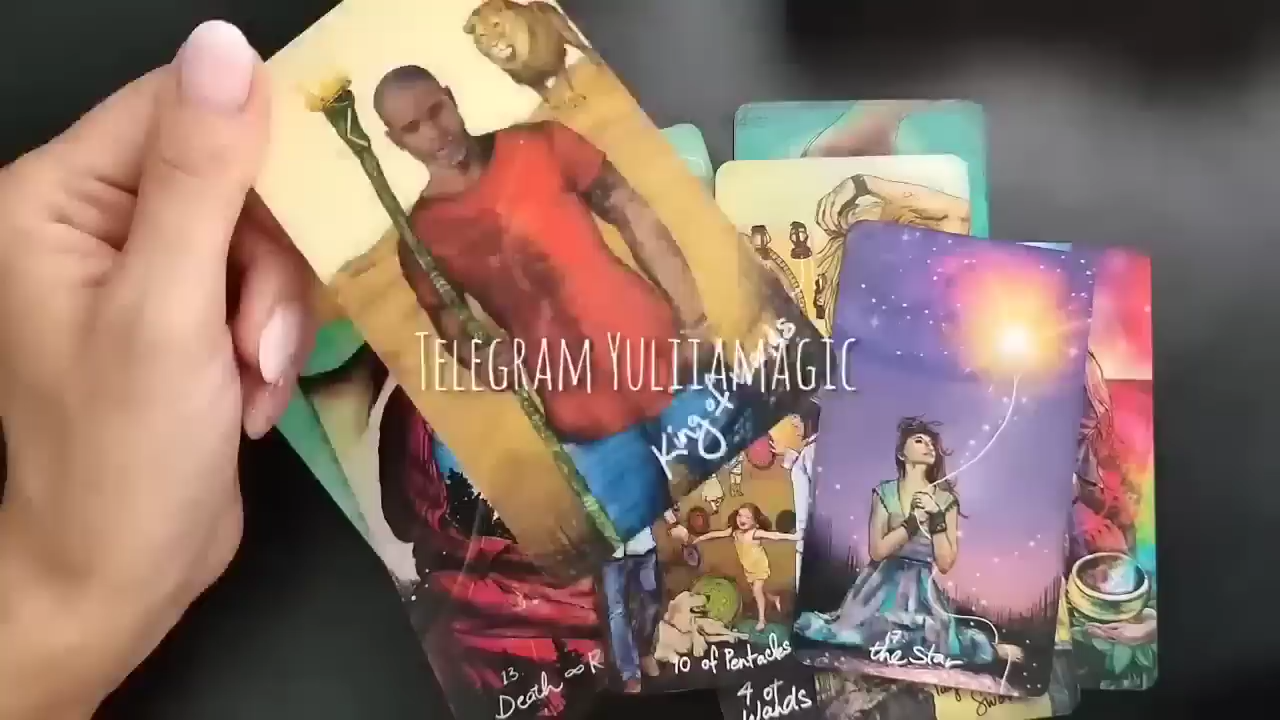 Telegram Yuliiamagic
King of Wands
13.
Death ∞ R
10 of Pentacles
4 of
Wands
17.
the Star